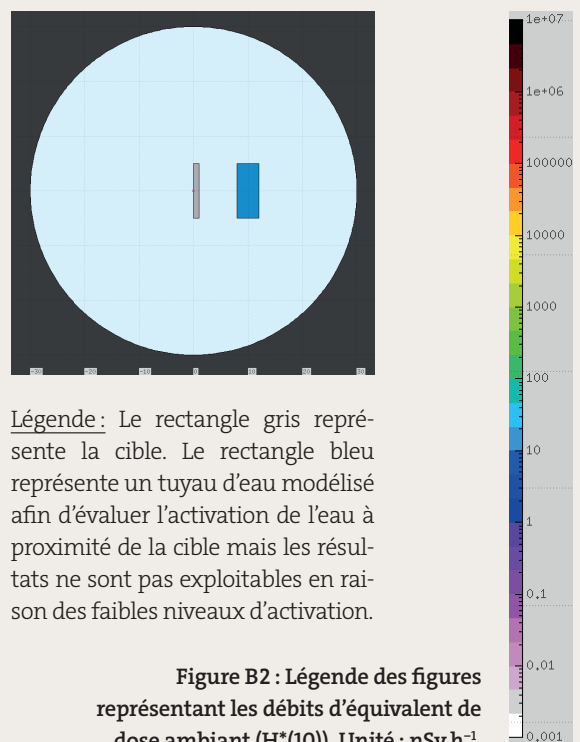 1e+07
1e+06
100000
10000
1000
100
10
1
0.1
0.01
0.001
-30 -20 -10 0 10 20 30
Légende : Le rectangle gris repré-
sente la cible. Le rectangle bleu
représente un tuyau d'eau modélisé
afin d'évaluer l'activation de l'eau à
proximité de la cible mais les résul-
tats ne sont pas exploitables en rai-
son des faibles niveaux d'activation.
Figure B2 : Légende des figures
représentant les débits d'équivalent de
dose ambiant (H*(10)). Unité : nSv.h⁻¹